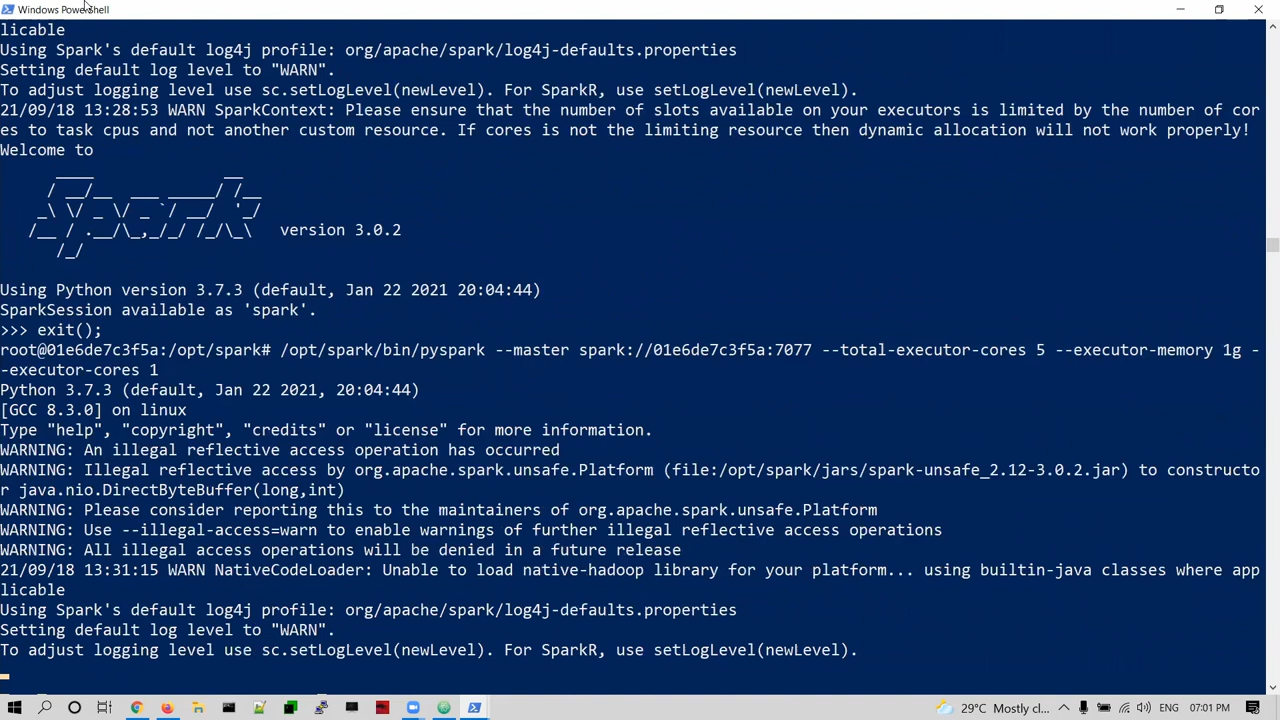 Windows PowerShell
licable
Using Spark's default log4j profile: org/apache/spark/log4j-defaults.properties
Setting default log level to "WARN".
To adjust logging level use sc.setLogLevel(newLevel). For SparkR, use setLogLevel(newLevel).
21/09/18 13:28:53 WARN SparkContext: Please ensure that the number of slots available on your executors is limited by the number of cor
es to task cpus and not another custom resource. If cores is not the limiting resource then dynamic allocation will not work properly!
Welcome to
      ____              __
     / __/__  ___ _____/ /__
    _\ \/ _ \/ _ `/ __/  '_/
   /__ / .__/\_,_/_/ /_/\_\   version 3.0.2
      /_/
Using Python version 3.7.3 (default, Jan 22 2021 20:04:44)
SparkSession available as 'spark'.
>>> exit();
root@01e6de7c3f5a:/opt/spark# /opt/spark/bin/pyspark --master spark://01e6de7c3f5a:7077 --total-executor-cores 5 --executor-memory 1g -
-executor-cores 1
Python 3.7.3 (default, Jan 22 2021, 20:04:44)
[GCC 8.3.0] on linux
Type "help", "copyright", "credits" or "license" for more information.
WARNING: An illegal reflective access operation has occurred
WARNING: Illegal reflective access by org.apache.spark.unsafe.Platform (file:/opt/spark/jars/spark-unsafe_2.12-3.0.2.jar) to constructo
r java.nio.DirectByteBuffer(long,int)
WARNING: Please consider reporting this to the maintainers of org.apache.spark.unsafe.Platform
WARNING: Use --illegal-access=warn to enable warnings of further illegal reflective access operations
WARNING: All illegal access operations will be denied in a future release
21/09/18 13:31:15 WARN NativeCodeLoader: Unable to load native-hadoop library for your platform... using builtin-java classes where app
licable
Using Spark's default log4j profile: org/apache/spark/log4j-defaults.properties
Setting default log level to "WARN".
To adjust logging level use sc.setLogLevel(newLevel). For SparkR, use setLogLevel(newLevel).
29°C Mostly cl... ENG 07:01 PM